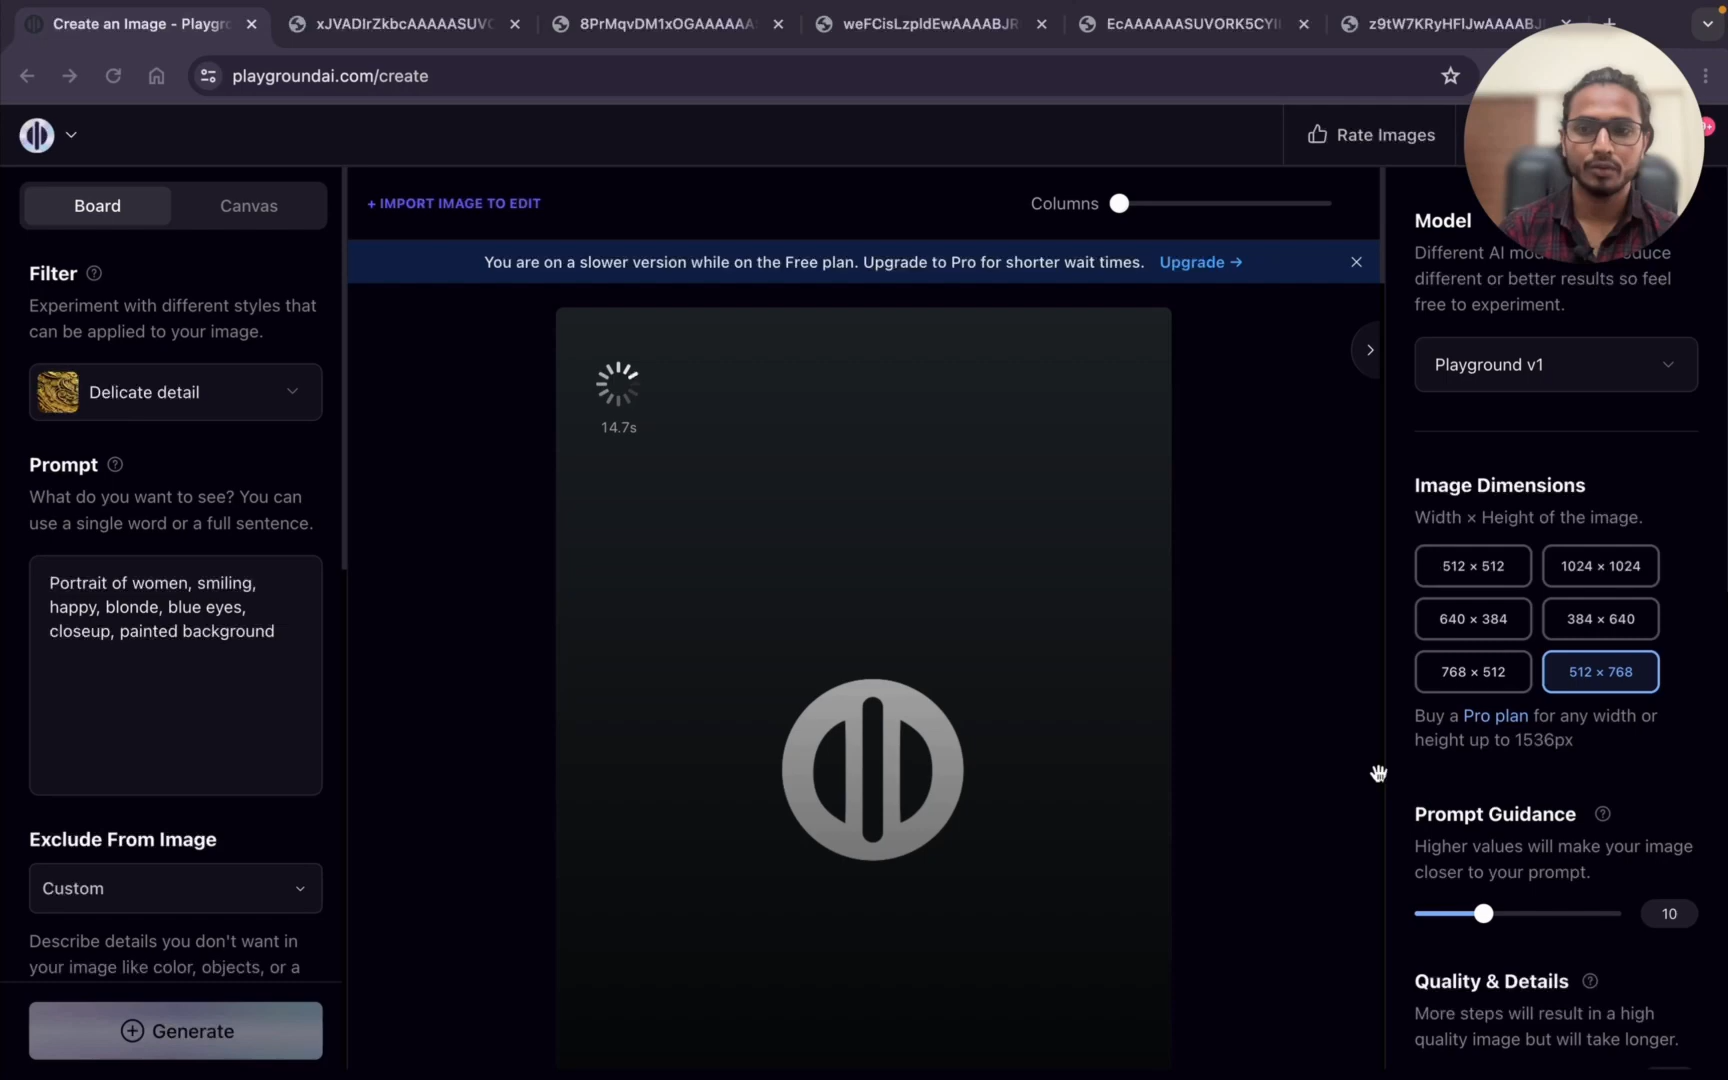 Create an Image - Playgr
xJVADIrZkbcAAAAASUVO
8PrMqvDM1xOGAAAAAA
weFCisLzpldEwAAAABJR
EcAAAAAASUVORK5CYII
z9tW7KRyHFIJwAAAABJ
playgroundai.com/create
Rate Images
Board
Canvas
+ IMPORT IMAGE TO EDIT
Columns
You are on a slower version while on the Free plan. Upgrade to Pro for shorter wait times. Upgrade →
Filter
Experiment with different styles that
can be applied to your image.
Delicate detail
Prompt
What do you want to see? You can
use a single word or a full sentence.
Portrait of women, smiling,
happy, blonde, blue eyes,
closeup, painted background
Exclude From Image
Custom
Describe details you don't want in
your image like color, objects, or a
Generate
14.7s
Model
Different AI duce
different or better results so feel
free to experiment.
Playground v1
Image Dimensions
Width × Height of the image.
512 × 512
1024 × 1024
640 × 384
384 × 640
768 × 512
512 × 768
Buy a Pro plan for any width or
height up to 1536px
Prompt Guidance
Higher values will make your image
closer to your prompt.
10
Quality & Details
More steps will result in a high
quality image but will take longer.